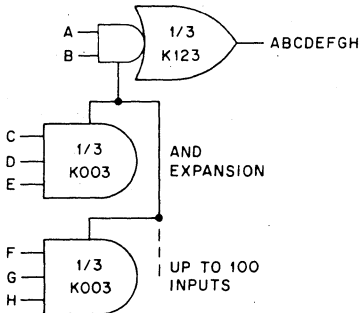 A
B
1/3
K123
ABCDEFGH
C
D
E
1/3
K003
AND
EXPANSION
F
G
H
1/3
K003
UP TO 100
INPUTS